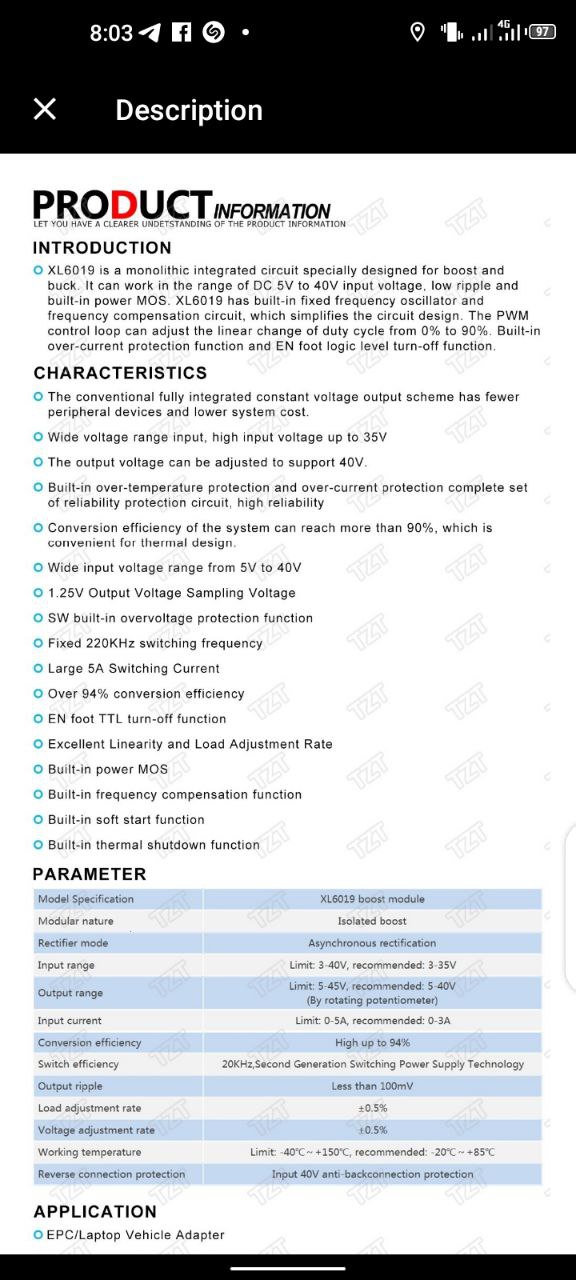 8:03
4G
97
Description
PRODUCT INFORMATION
LET YOU HAVE A CLEARER UNDETSTANDING OF THE PRODUCT INFORMATION
INTRODUCTION
XL6019 is a monolithic integrated circuit specially designed for boost and
buck. It can work in the range of DC 5V to 40V input voltage, low ripple and
built-in power MOS. XL6019 has built-in fixed frequency oscillator and
frequency compensation circuit, which simplifies the circuit design. The PWM
control loop can adjust the linear change of duty cycle from 0% to 90%. Built-in
over-current protection function and EN foot logic level turn-off function.
CHARACTERISTICS
The conventional fully integrated constant voltage output scheme has fewer
peripheral devices and lower system cost.
Wide voltage range input, high input voltage up to 35V
The output voltage can be adjusted to support 40V.
Built-in over-temperature protection and over-current protection complete set
of reliability protection circuit, high reliability
Conversion efficiency of the system can reach more than 90%, which is
convenient for thermal design.
Wide input voltage range from 5V to 40V
1.25V Output Voltage Sampling Voltage
SW built-in overvoltage protection function
Fixed 220KHz switching frequency
Large 5A Switching Current
Over 94% conversion efficiency
EN foot TTL turn-off function
Excellent Linearity and Load Adjustment Rate
Built-in power MOS
Built-in frequency compensation function
Built-in soft start function
Built-in thermal shutdown function
PARAMETER
Model Specification XL6019 boost module
Modular nature Isolated boost
Rectifier mode Asynchronous rectification
Input range Limit: 3-40V, recommended: 3-35V
Output range Limit: 5-45V, recommended: 5-40V
(By rotating potentiometer)
Input current Limit: 0-5A, recommended: 0-3A
Conversion efficiency High up to 94%
Switch efficiency 20KHz,Second Generation Switching Power Supply Technology
Output ripple Less than 100mV
Load adjustment rate ±0.5%
Voltage adjustment rate ±0.5%
Working temperature Limit: -40℃~+150℃, recommended: -20℃~+85℃
Reverse connection protection Input 40V anti-backconnection protection
APPLICATION
EPC/Laptop Vehicle Adapter
TZT